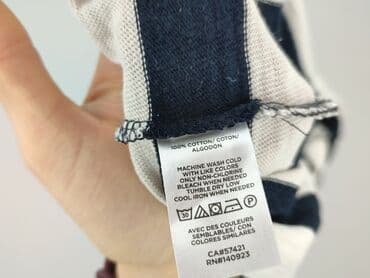 100% COTTON/ COTON/
ALGODÓN
MACHINE WASH COLD
WITH LIKE COLORS
ONLY NON-CHLORINE
BLEACH WHEN NEEDED
TUMBLE DRY LOW
COOL IRON WHEN NEEDED
30
AVEC DES COULEURS
SEMBLABLES/ CON
COLORES SIMILARES
CA#57421
RN#140923